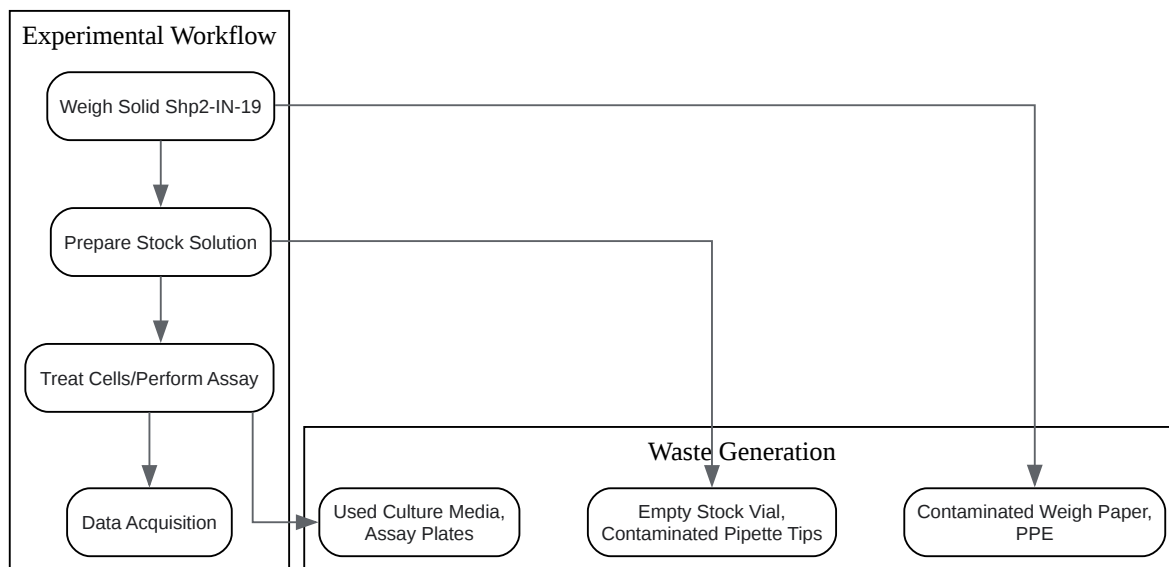 Experimental Workflow
Weigh Solid Shp2-IN-19
Prepare Stock Solution
Treat Cells/Perform Assay
Data Acquisition
Waste Generation
Used Culture Media,
Assay Plates
Empty Stock Vial,
Contaminated Pipette Tips
Contaminated Weigh Paper,
PPE